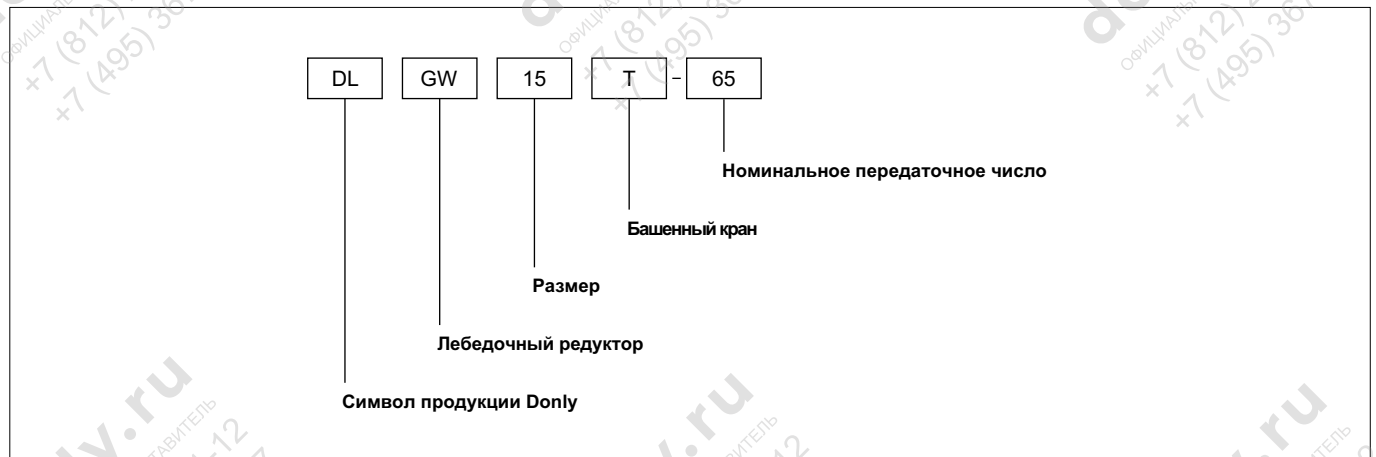 DL GW 15 T - 65
Номинальное передаточное число
Башенный кран
Размер
Лебедочный редуктор
Символ продукции Donly